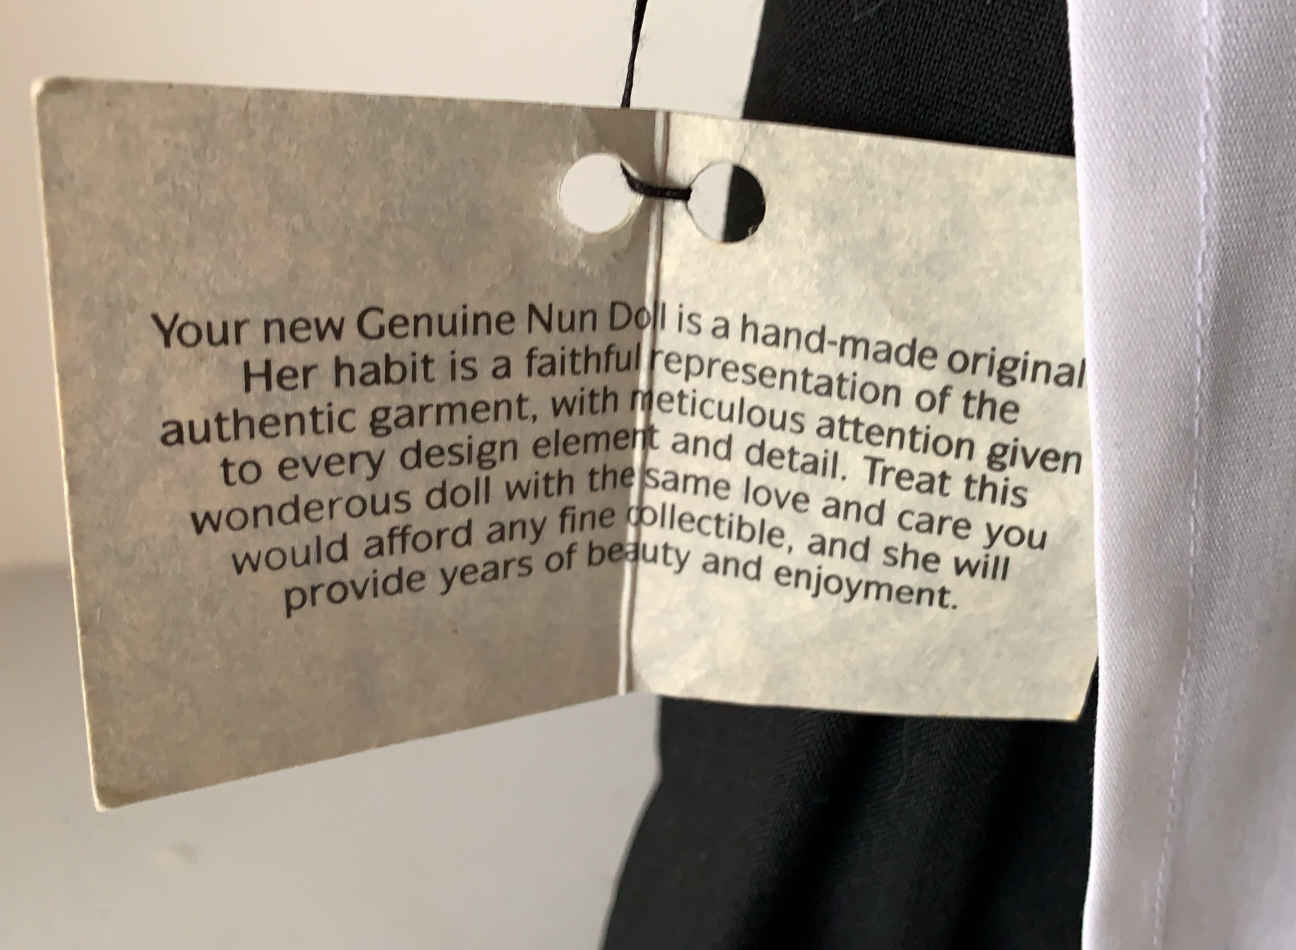 Your new Genuine Nun Doll is a hand-made original
Her habit is a faithful representation of the
authentic garment, with meticulous attention given
to every design element and detail. Treat this
wonderous doll with the same love and care you
would afford any fine collectible, and she will
provide years of beauty and enjoyment.